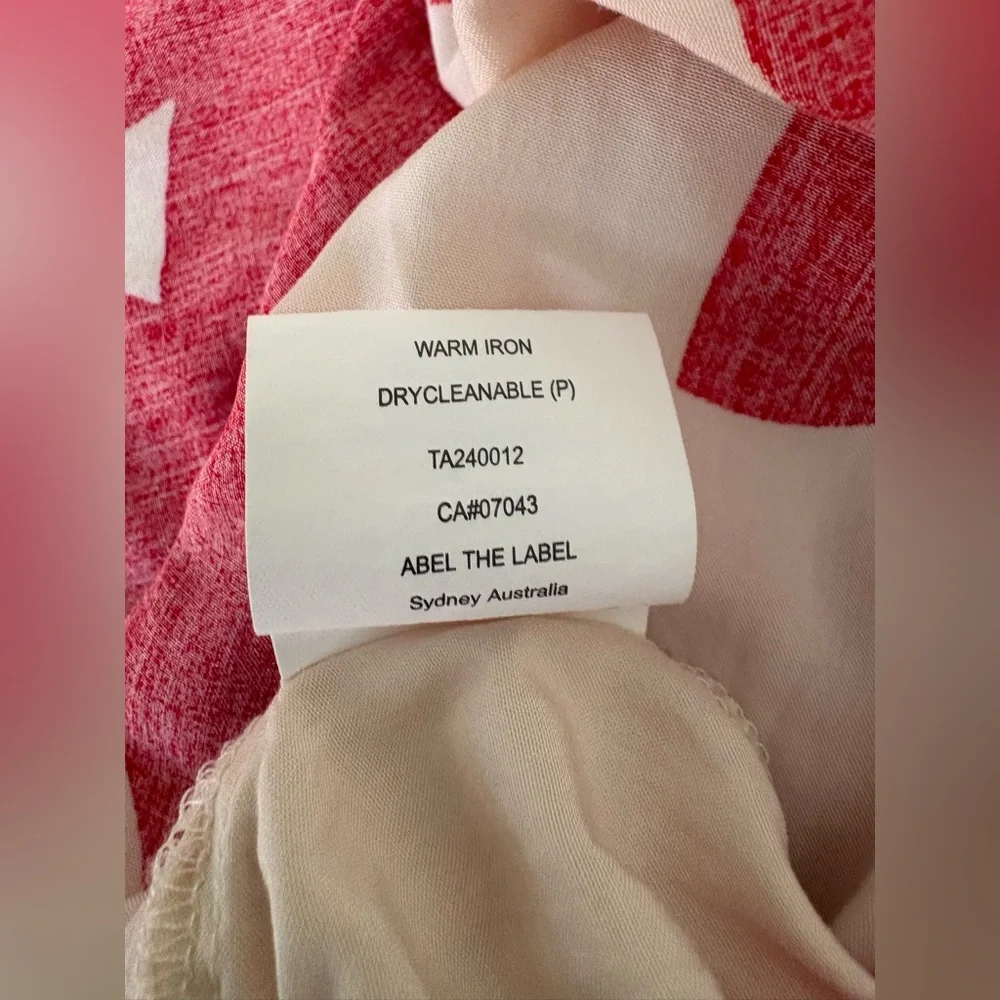 WARM IRON
DRYCLEANABLE (P)
TA240012
CA#07043
ABEL THE LABEL
Sydney Australia